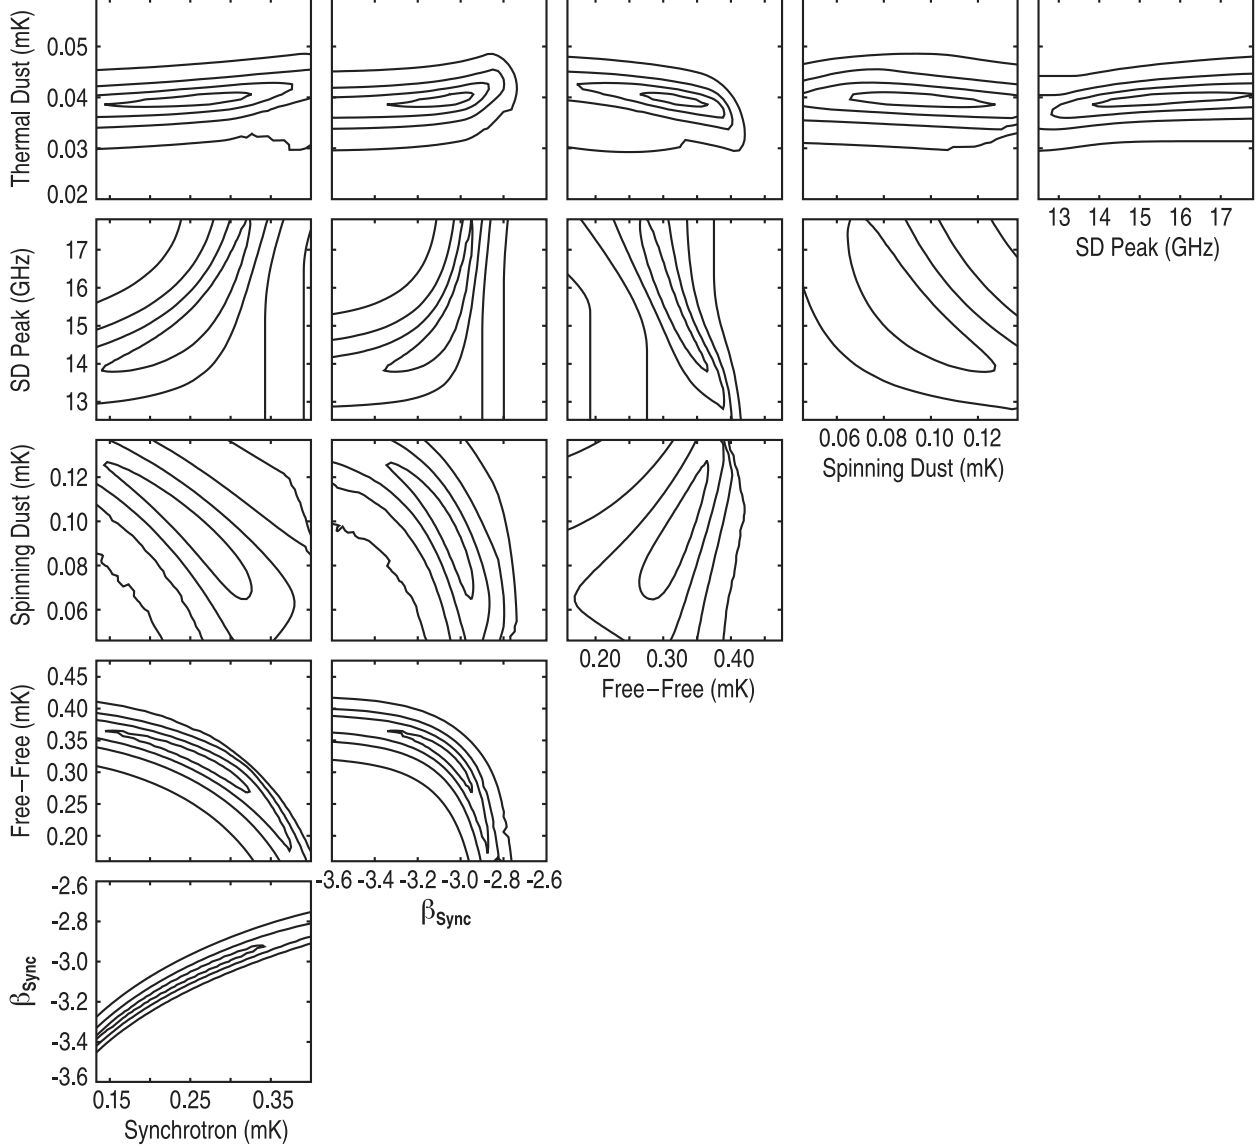 Thermal Dust (mK)
0.05
0.04
0.03
0.02
13 14 15 16 17
SD Peak (GHz)
SD Peak (GHz)
17
16
15
14
13
0.06 0.08 0.10 0.12
Spinning Dust (mK)
Spinning Dust (mK)
0.12
0.10
0.08
0.06
0.20 0.30 0.40
Free–Free (mK)
Free–Free (mK)
0.45
0.40
0.35
0.30
0.25
0.20
-3.6 -3.4 -3.2 -3.0 -2.8 -2.6
βSync
βSync
-2.6
-2.8
-3.0
-3.2
-3.4
-3.6
0.15 0.25 0.35
Synchrotron (mK)